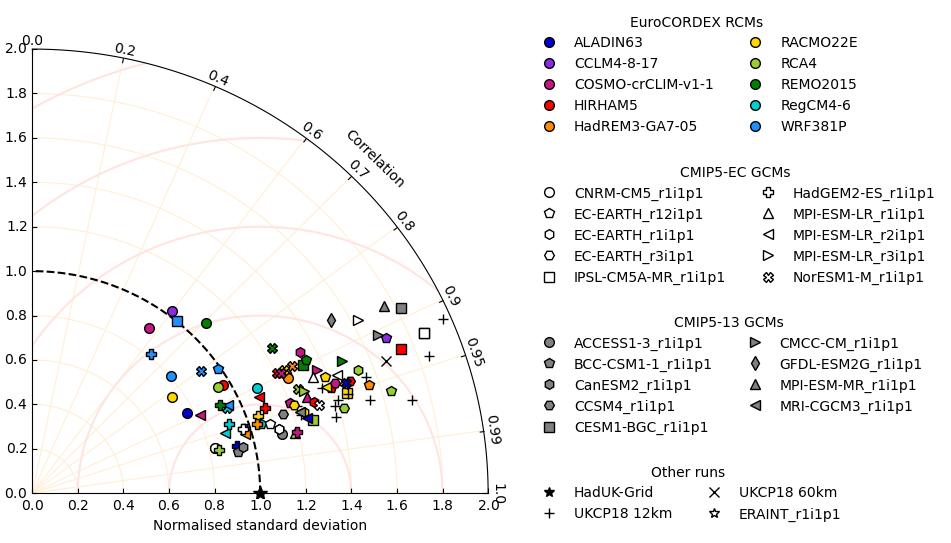 0.0
0.2
0.4
0.6
0.7
0.8
0.9
0.95
0.99
1.0
Correlation
2.0
1.8
1.6
1.4
1.2
1.0
0.8
0.6
0.4
0.2
0.0
0.0 0.2 0.4 0.6 0.8 1.0 1.2 1.4 1.6 1.8 2.0
Normalised standard deviation
EuroCORDEX RCMs
ALADIN63 RACMO22E
CCLM4-8-17 RCA4
COSMO-crCLIM-v1-1 REMO2015
HIRHAM5 RegCM4-6
HadREM3-GA7-05 WRF381P
CMIP5-EC GCMs
CNRM-CM5_r1i1p1 HadGEM2-ES_r1i1p1
EC-EARTH_r12i1p1 MPI-ESM-LR_r1i1p1
EC-EARTH_r1i1p1 MPI-ESM-LR_r2i1p1
EC-EARTH_r3i1p1 MPI-ESM-LR_r3i1p1
IPSL-CM5A-MR_r1i1p1 NorESM1-M_r1i1p1
CMIP5-13 GCMs
ACCESS1-3_r1i1p1 CMCC-CM_r1i1p1
BCC-CSM1-1_r1i1p1 GFDL-ESM2G_r1i1p1
CanESM2_r1i1p1 MPI-ESM-MR_r1i1p1
CCSM4_r1i1p1 MRI-CGCM3_r1i1p1
CESM1-BGC_r1i1p1
Other runs
HadUK-Grid UKCP18 60km
UKCP18 12km ERAINT_r1i1p1